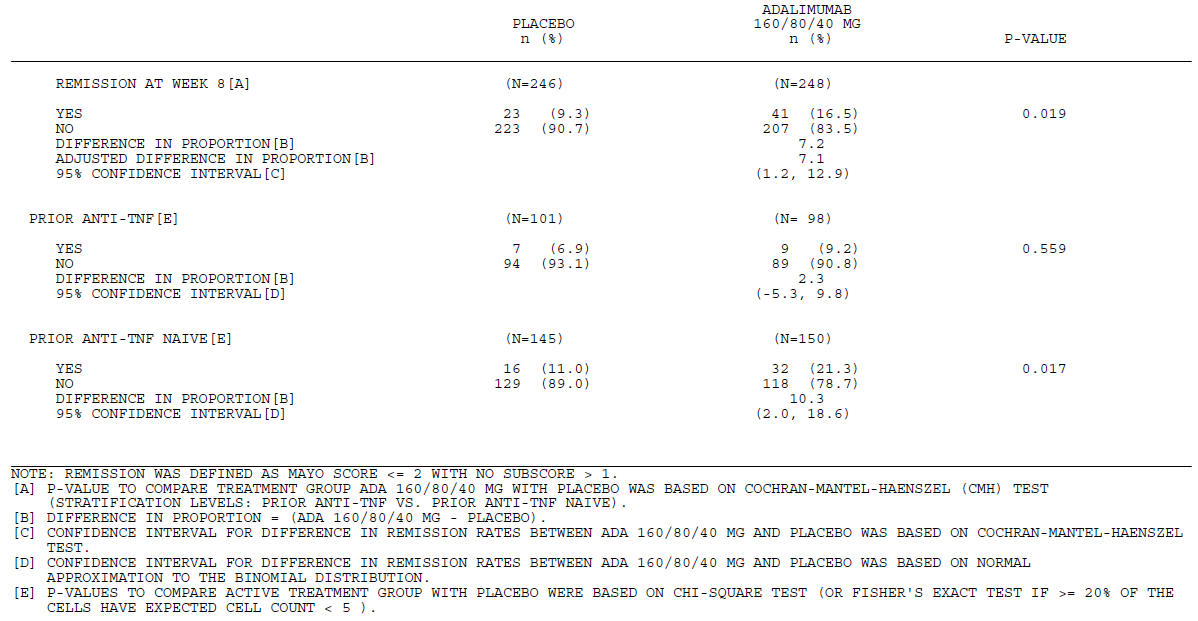 ADALIMUMAB
PLACEBO 160/80/40 MG
n (%) n (%) P-VALUE
REMISSION AT WEEK 8[A] (N=246) (N=248)
YES 23 (9.3) 41 (16.5) 0.019
NO 223 (90.7) 207 (83.5)
DIFFERENCE IN PROPORTION[B] 7.2
ADJUSTED DIFFERENCE IN PROPORTION[B] 7.1
95% CONFIDENCE INTERVAL[C] (1.2, 12.9)
PRIOR ANTI-TNF[E] (N=101) (N= 98)
YES 7 (6.9) 9 (9.2) 0.559
NO 94 (93.1) 89 (90.8)
DIFFERENCE IN PROPORTION[B] 2.3
95% CONFIDENCE INTERVAL[D] (-5.3, 9.8)
PRIOR ANTI-TNF NAIVE[E] (N=145) (N=150)
YES 16 (11.0) 32 (21.3) 0.017
NO 129 (89.0) 118 (78.7)
DIFFERENCE IN PROPORTION[B] 10.3
95% CONFIDENCE INTERVAL[D] (2.0, 18.6)
NOTE: REMISSION WAS DEFINED AS MAYO SCORE <= 2 WITH NO SUBSCORE > 1.
[A] P-VALUE TO COMPARE TREATMENT GROUP ADA 160/80/40 MG WITH PLACEBO WAS BASED ON COCHRAN-MANTEL-HAENSZEL (CMH) TEST
(STRATIFICATION LEVELS: PRIOR ANTI-TNF VS. PRIOR ANTI-TNF NAIVE).
[B] DIFFERENCE IN PROPORTION = (ADA 160/80/40 MG - PLACEBO).
[C] CONFIDENCE INTERVAL FOR DIFFERENCE IN REMISSION RATES BETWEEN ADA 160/80/40 MG AND PLACEBO WAS BASED ON COCHRAN-MANTEL-HAENSZEL
TEST.
[D] CONFIDENCE INTERVAL FOR DIFFERENCE IN REMISSION RATES BETWEEN ADA 160/80/40 MG AND PLACEBO WAS BASED ON NORMAL
APPROXIMATION TO THE BINOMIAL DISTRIBUTION.
[E] P-VALUES TO COMPARE ACTIVE TREATMENT GROUP WITH PLACEBO WERE BASED ON CHI-SQUARE TEST (OR FISHER'S EXACT TEST IF >= 20% OF THE
CELLS HAVE EXPECTED CELL COUNT < 5 ).